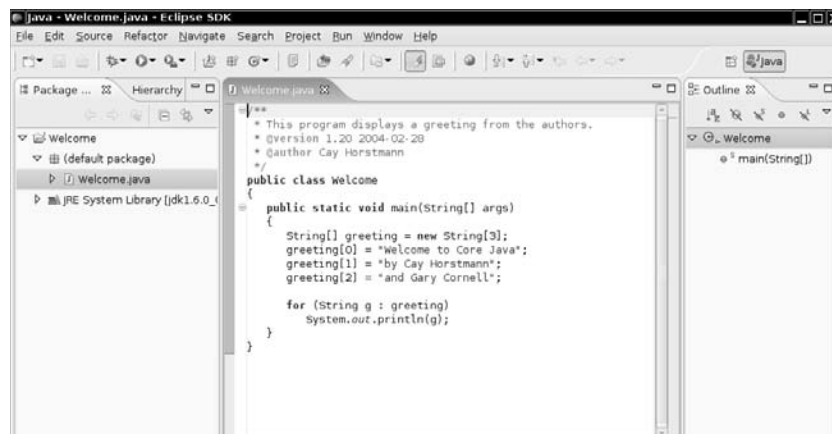 Java - Welcome.java - Eclipse SDK
File Edit Source Refactor Navigate Search Project Run Window Help
Java
Package ... Hierarchy
Welcome.java
Outline
Welcome
(default package)
Welcome.java
JRE System Library [jdk1.6.0_
/**
* This program displays a greeting from the authors.
* @version 1.20 2004-02-28
* @author Cay Horstmann
*/
public class Welcome
{
public static void main(String[] args)
{
String[] greeting = new String[3];
greeting[0] = "Welcome to Core Java";
greeting[1] = "by Cay Horstmann";
greeting[2] = "and Gary Cornell";
for (String g : greeting)
System.out.println(g);
}
}
Welcome
main(String[])